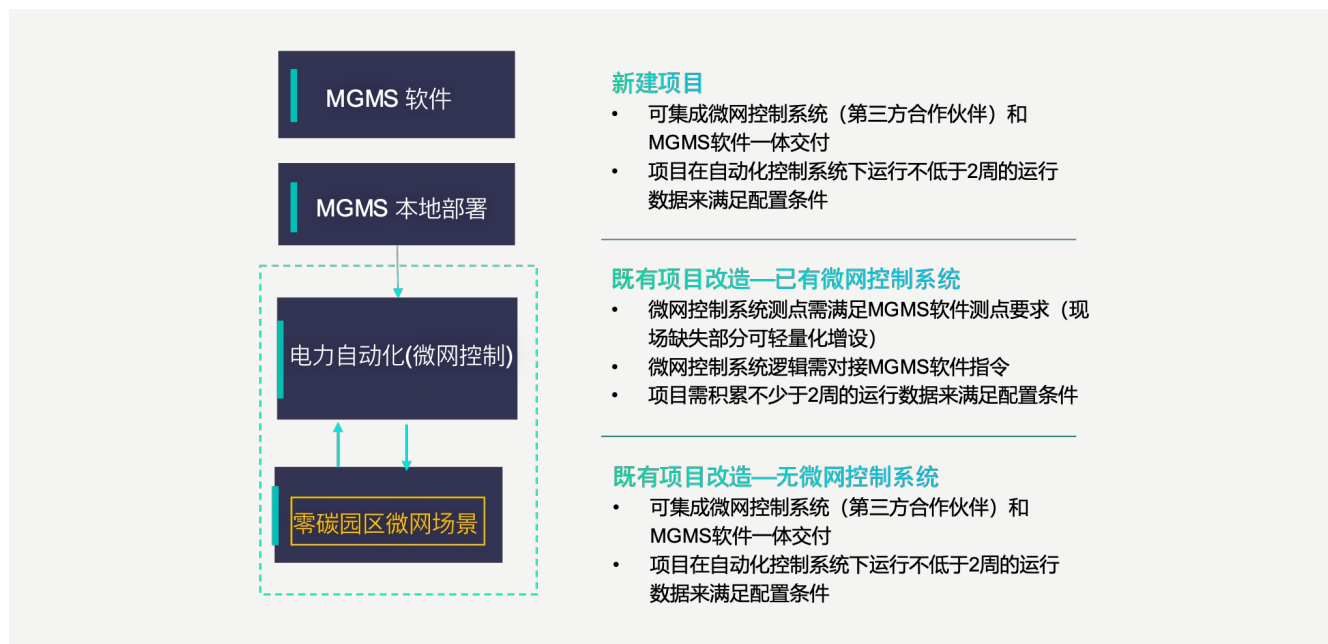 MGMS 软件
MGMS 本地部署
电力自动化(微网控制)
零碳园区微网场景
新建项目
• 可集成微网控制系统（第三方合作伙伴）和
MGMS软件一体交付
• 项目在自动化控制系统下运行不低于2周的运行
数据来满足配置条件
既有项目改造—已有微网控制系统
• 微网控制系统测点需满足MGMS软件测点要求（现
场缺失部分可轻量化增设）
• 微网控制系统逻辑需对接MGMS软件指令
• 项目需积累不少于2周的运行数据来满足配置条件
既有项目改造—无微网控制系统
• 可集成微网控制系统（第三方合作伙伴）和
MGMS软件一体交付
• 项目在自动化控制系统下运行不低于2周的运行
数据来满足配置条件